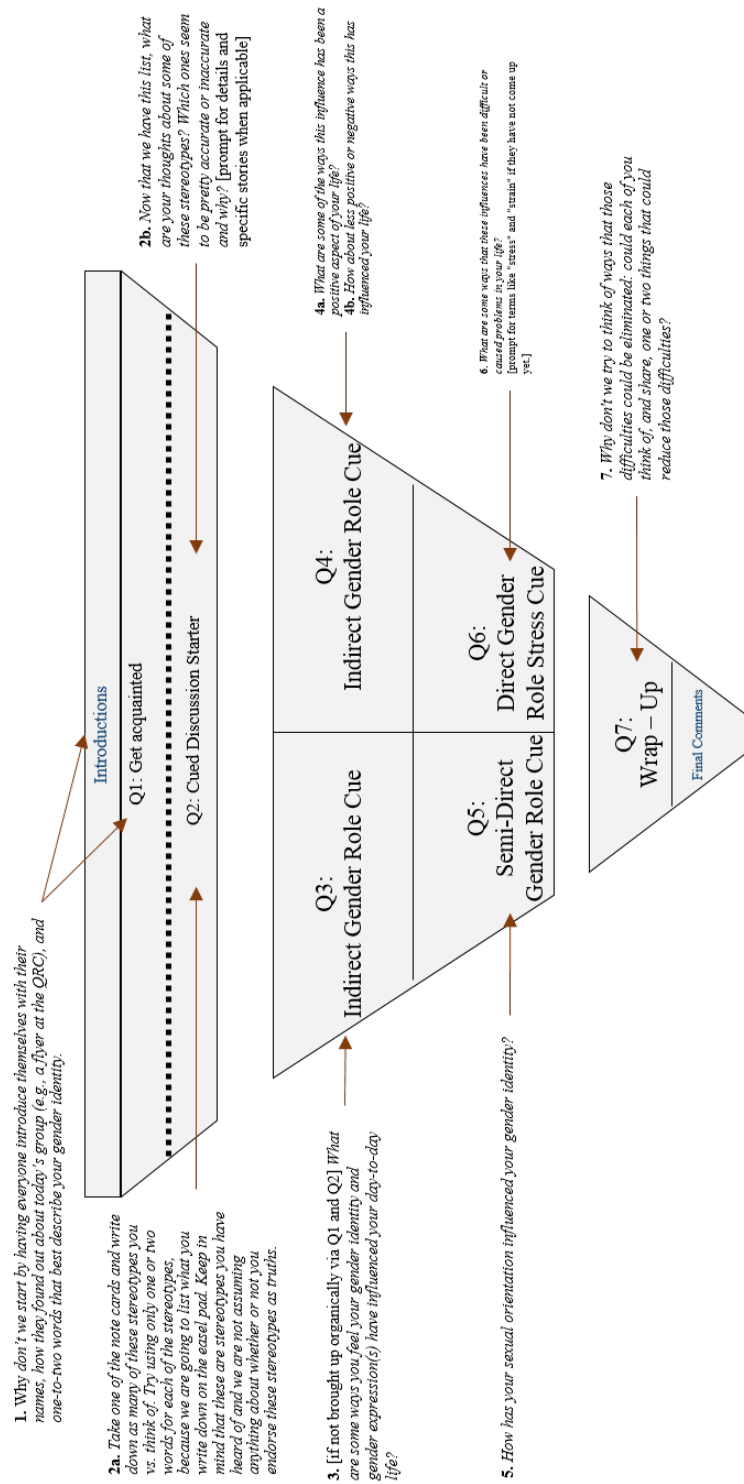 1. Why don't we start by having everyone introduce themselves with their
names, how they found out about today's group (e.g., a flyer at the QRC), and
one-to-two words that best describe your gender identity.
Introductions
Q1: Get acquainted
Q2: Cued Discussion Starter
2a. Take one of the note cards and write
down as many of these stereotypes you
vs. think of. Try using only one or two
words for each of the stereotypes,
because we are going to list what you
write down on the easel pad. Keep in
mind that these are stereotypes you have
heard of and we are not assuming
anything about whether or not you
endorse these stereotypes as truths.
2b. Now that we have this list, what
are your thoughts about some of
these stereotypes? Which ones seem
to be pretty accurate or inaccurate
and why? [prompt for details and
specific stories when applicable]
Q3:
Indirect Gender Role Cue
3. [if not brought up organically via Q1 and Q2] What
are some ways you feel your gender identity and
gender expression(s) have influenced your day-to-day
life?
Q4:
Indirect Gender Role Cue
4a. What are some of the ways this influence has been a
positive aspect of your life?
4b. How about less positive or negative ways this has
influenced your life?
Q5:
Semi-Direct
Gender Role Cue
5. How has your sexual orientation influenced your gender identity?
Q6:
Direct Gender
Role Stress Cue
6. What are some ways that these influences have been difficult or
caused problems in your life?
[prompt for terms like "stress" and "strain" if they have not come up
yet.]
Q7:
Wrap – Up
Final Comments
7. Why don't we try to think of ways that those
difficulties could be eliminated: could each of you
think of, and share, one or two things that could
reduce those difficulties?